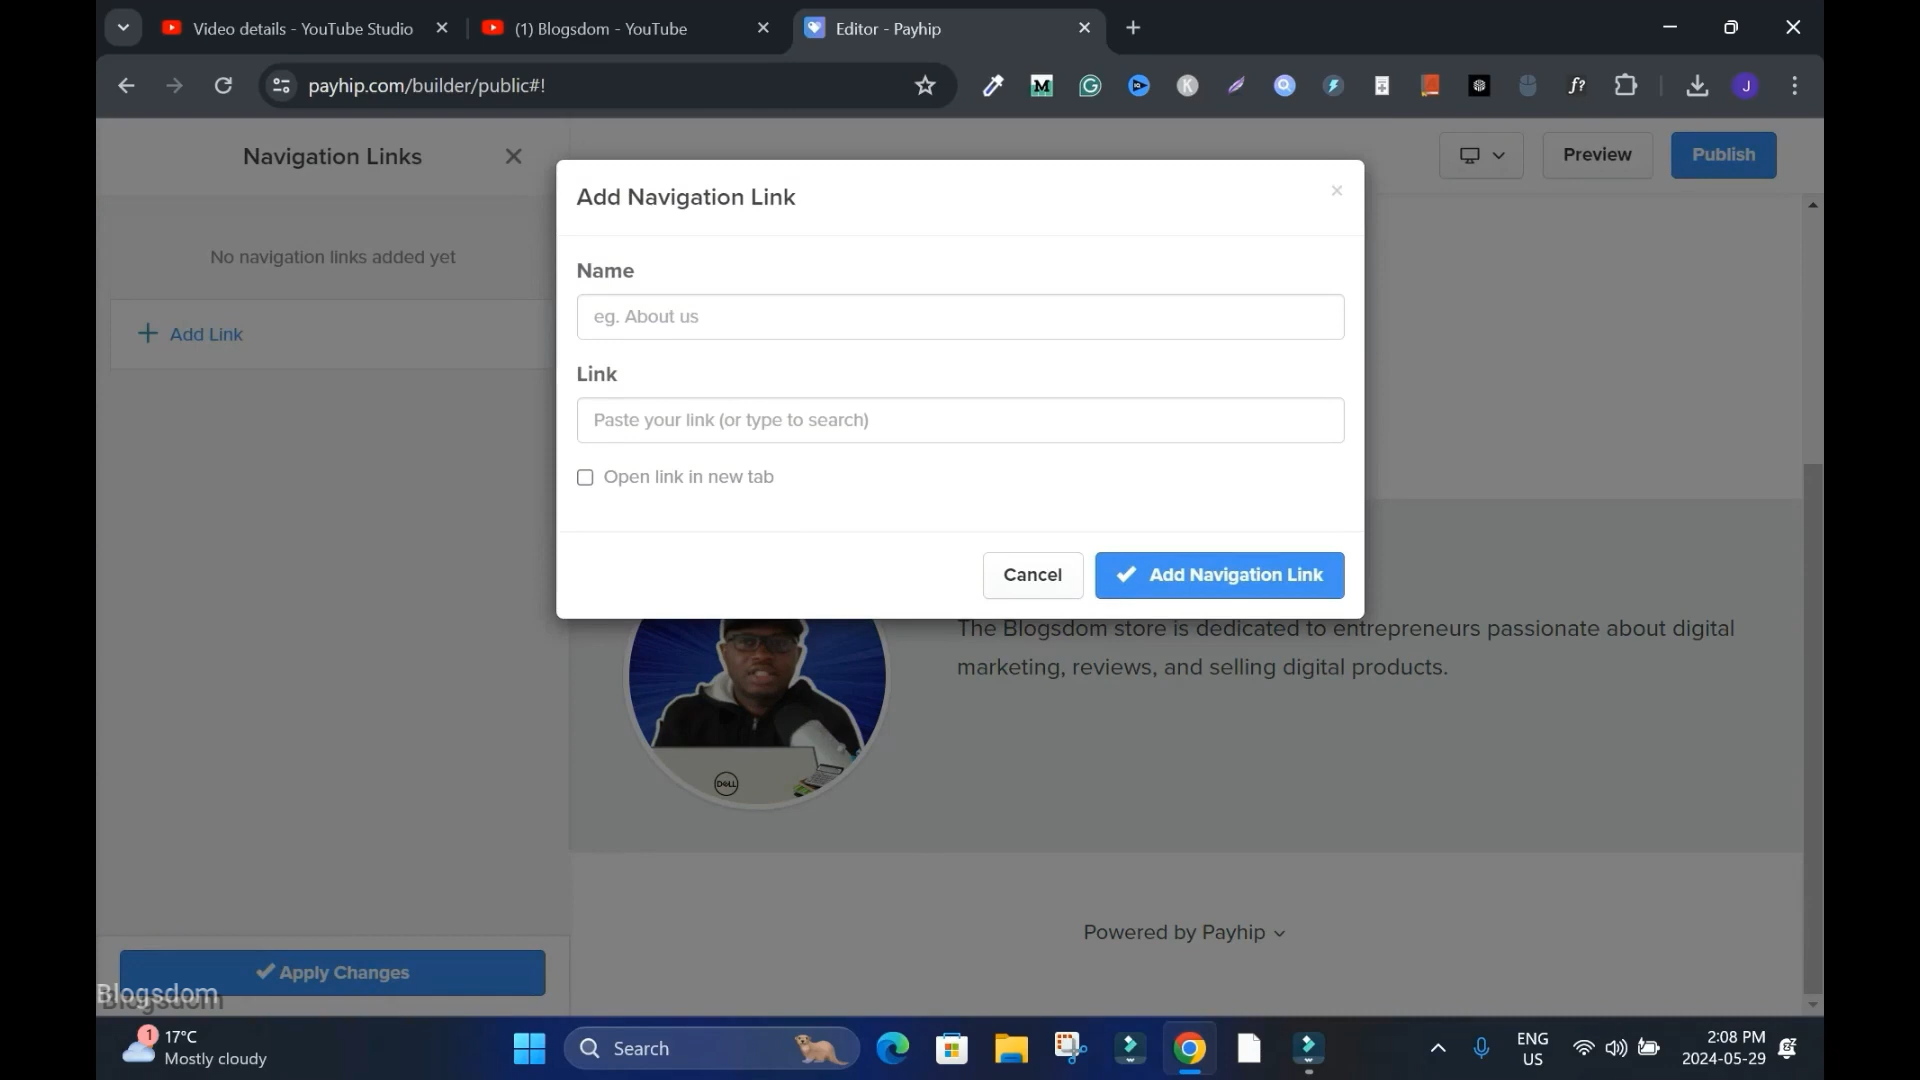 Video details - YouTube Studio
(1) Blogsdom - YouTube
Editor - Payhip
payhip.com/builder/public#!
M
G
K
f?
J
Navigation Links
Preview
Publish
No navigation links added yet
Add Link
Add Navigation Link
Name
eg. About us
Link
Paste your link (or type to search)
Open link in new tab
Cancel
Add Navigation Link
The Blogsdom store is dedicated to entrepreneurs passionate about digital
marketing, reviews, and selling digital products.
DELL
Powered by Payhip
Apply Changes
Blogsdom
1
17°C
Mostly cloudy
Search
ENG
US
2:08 PM
2024-05-29